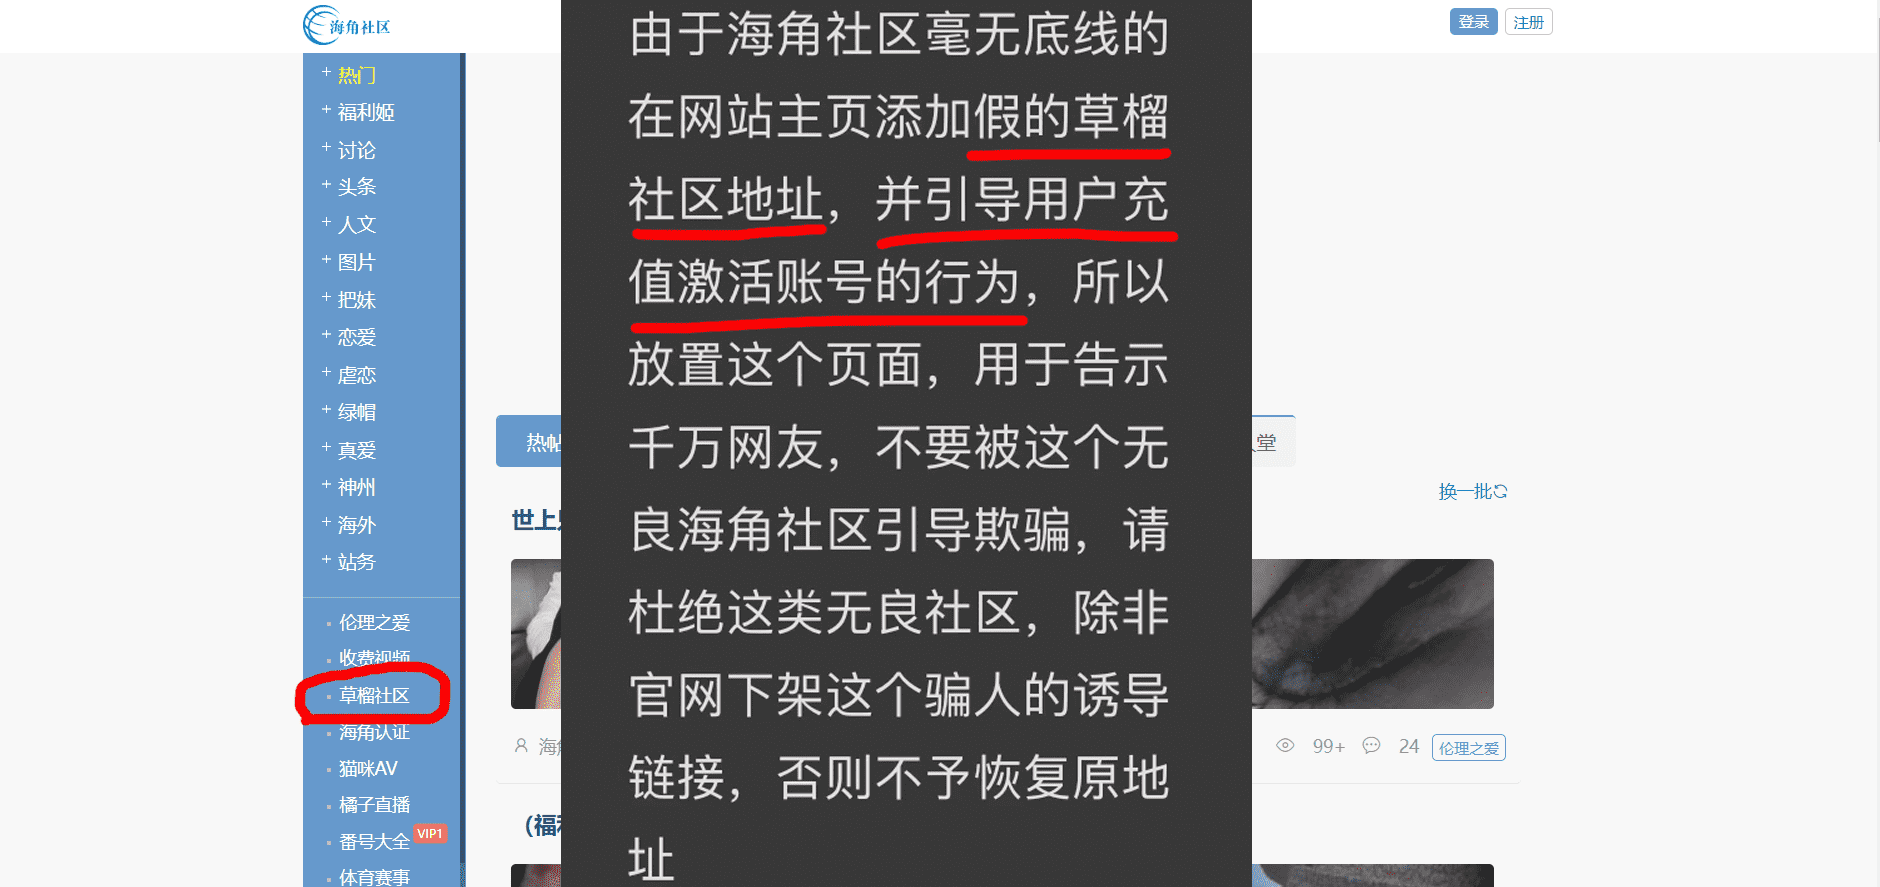 海角社区
登录
注册
热门
福利姬
讨论
头条
人文
图片
把妹
恋爱
虐恋
绿帽
真爱
神州
海外
站务
伦理之爱
收费视频
草榴社区
海角认证
猫咪AV
橘子直播
番号大全 VIP1
体育赛事
由于海角社区毫无底线的
在网站主页添加假的草榴
社区地址，并引导用户充
值激活账号的行为，所以
放置这个页面，用于告示
千万网友，不要被这个无
良海角社区引导欺骗，请
杜绝这类无良社区，除非
官网下架这个骗人的诱导
链接，否则不予恢复原地
址
热帖
堂
换一批
世上
海角
99+
24
伦理之爱
（福利